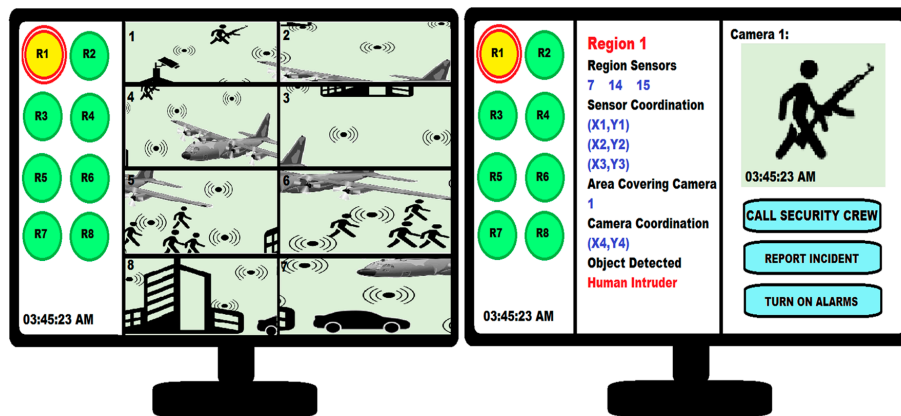 R1 R2
R3 R4
R5 R6
R7 R8
03:45:23 AM
1 2
4 3
5 6
8 7
R1 R2
R3 R4
R5 R6
R7 R8
03:45:23 AM
Region 1
Region Sensors
7 14 15
Sensor Coordination
(X1,Y1)
(X2,Y2)
(X3,Y3)
Area Covering Camera
1
Camera Coordination
(X4,Y4)
Object Detected
Human Intruder
Camera 1:
03:45:23 AM
CALL SECURITY CREW
REPORT INCIDENT
TURN ON ALARMS